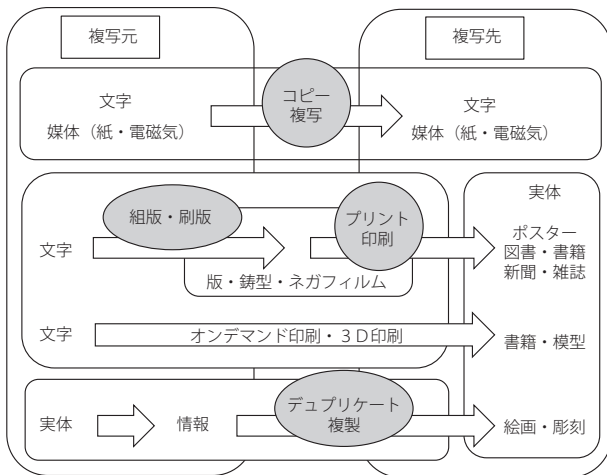 複写元
複写先
文字
媒体（紙・電磁気）
コピー
複写
文字
媒体（紙・電磁気）
実体
組版・刷版
プリント
印刷
文字
版・鋳型・ネガフィルム
ポスター
図書・書籍
新聞・雑誌
文字
オンデマンド印刷・３Ｄ印刷
書籍・模型
デュプリケート
複製
実体
情報
絵画・彫刻